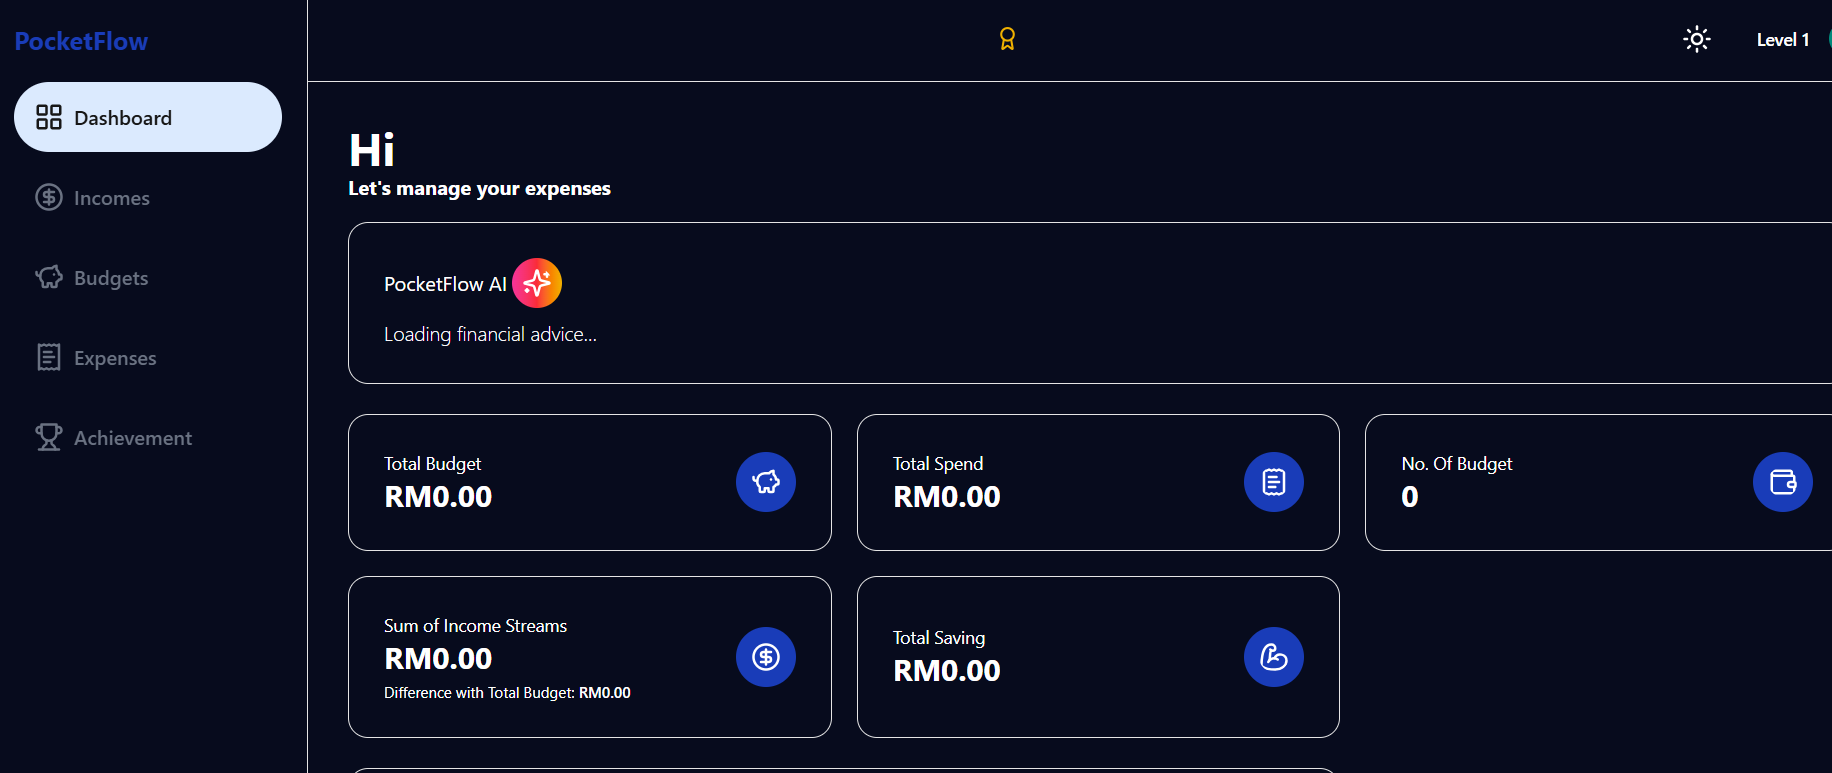 PocketFlow
Level 1
Dashboard
Incomes
Budgets
Expenses
Achievement
Hi
Let's manage your expenses
PocketFlow AI
Loading financial advice...
Total Budget
RM0.00
Total Spend
RM0.00
No. Of Budget
0
Sum of Income Streams
RM0.00
Difference with Total Budget: RM0.00
Total Saving
RM0.00